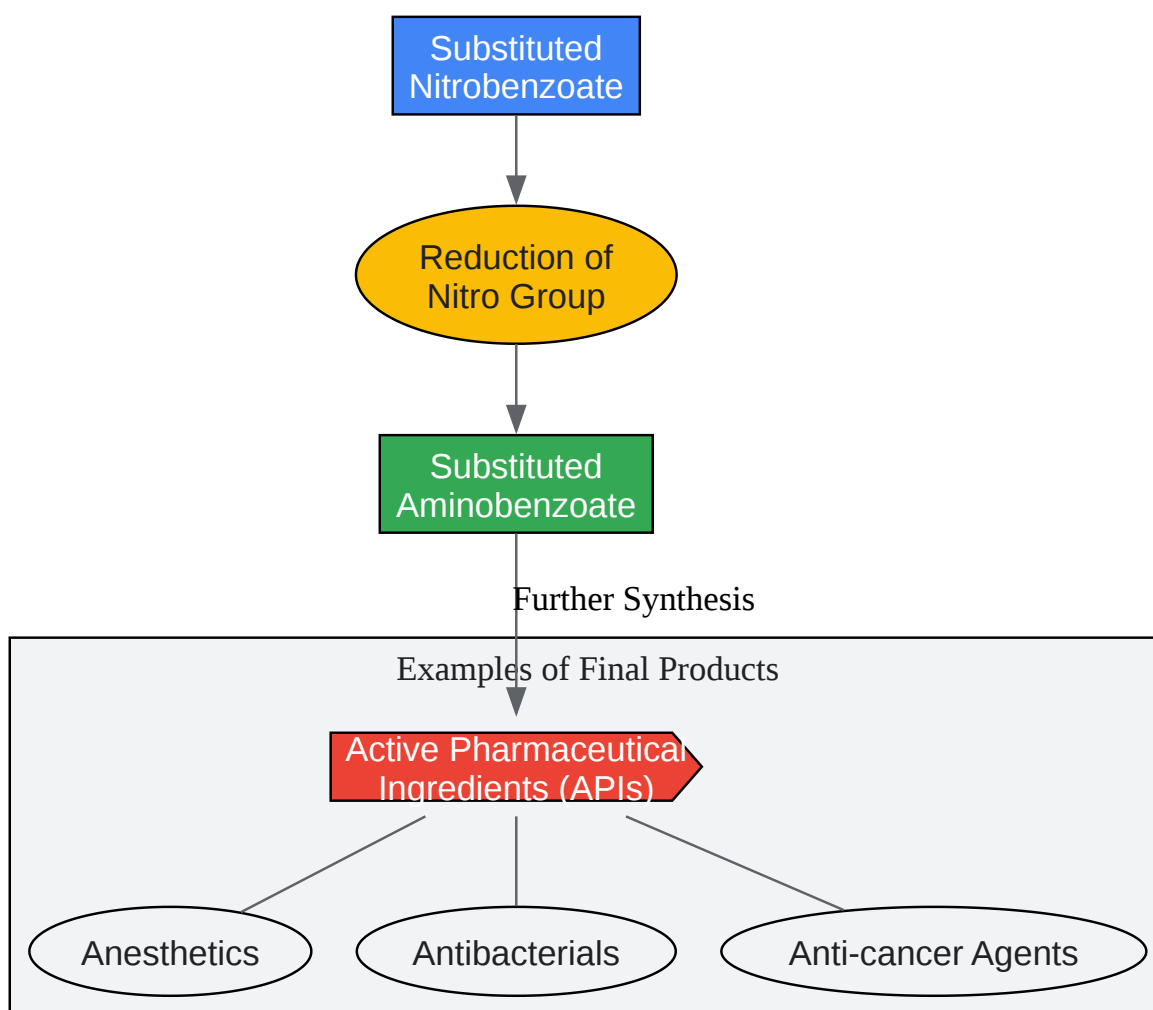 Substituted
Nitrobenzoate
Reduction of
Nitro Group
Substituted
Aminobenzoate
Further Synthesis
Examples of Final Products
Active Pharmaceutical
Ingredients (APIs)
Anesthetics
Antibacterials
Anti-cancer Agents